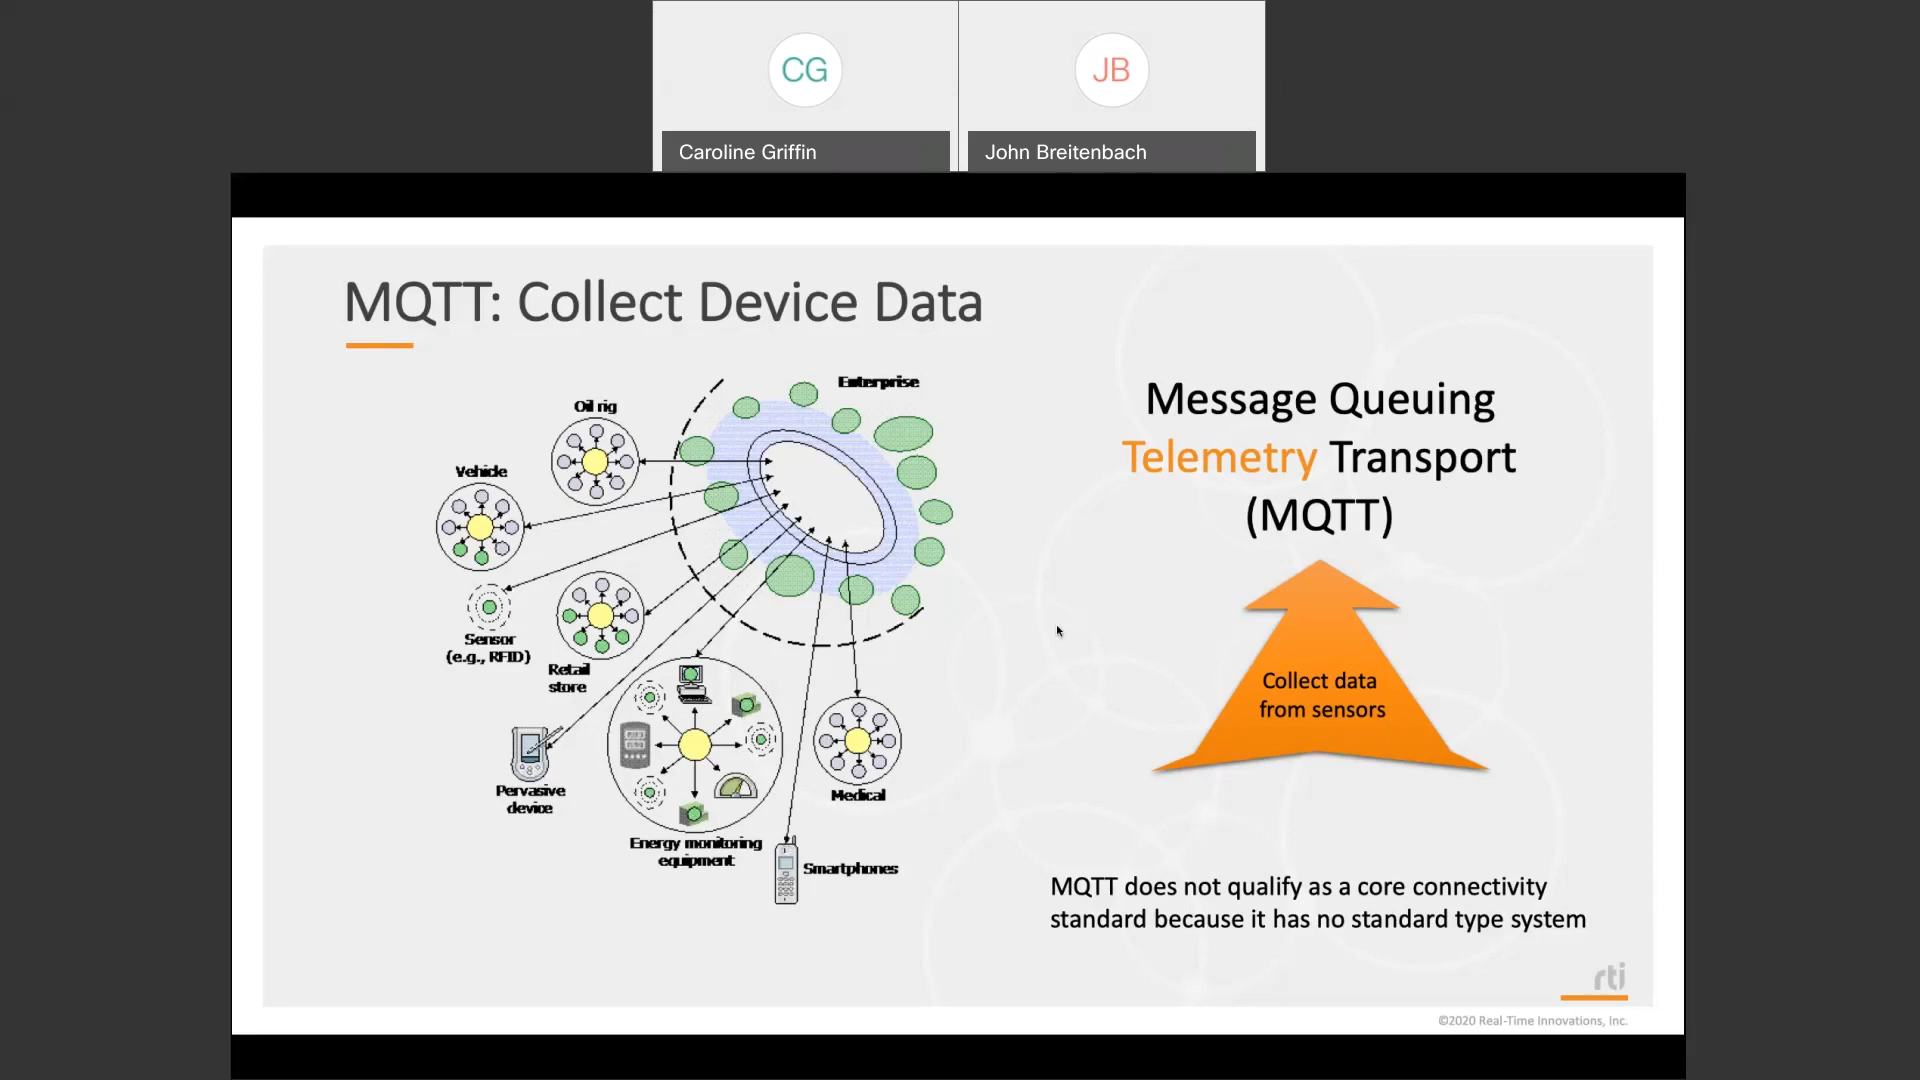 CG
JB
Caroline Griffin
John Breitenbach
MQTT: Collect Device Data
Enterprise
Oil rig
Vehicle
Sensor
(e.g., RFID)
Retail
store
Pervasive
device
Energy monitoring
equipment
Medical
Smartphones
Message Queuing
Telemetry Transport
(MQTT)
Collect data
from sensors
MQTT does not qualify as a core connectivity
standard because it has no standard type system
rti
©2020 Real-Time Innovations, Inc.